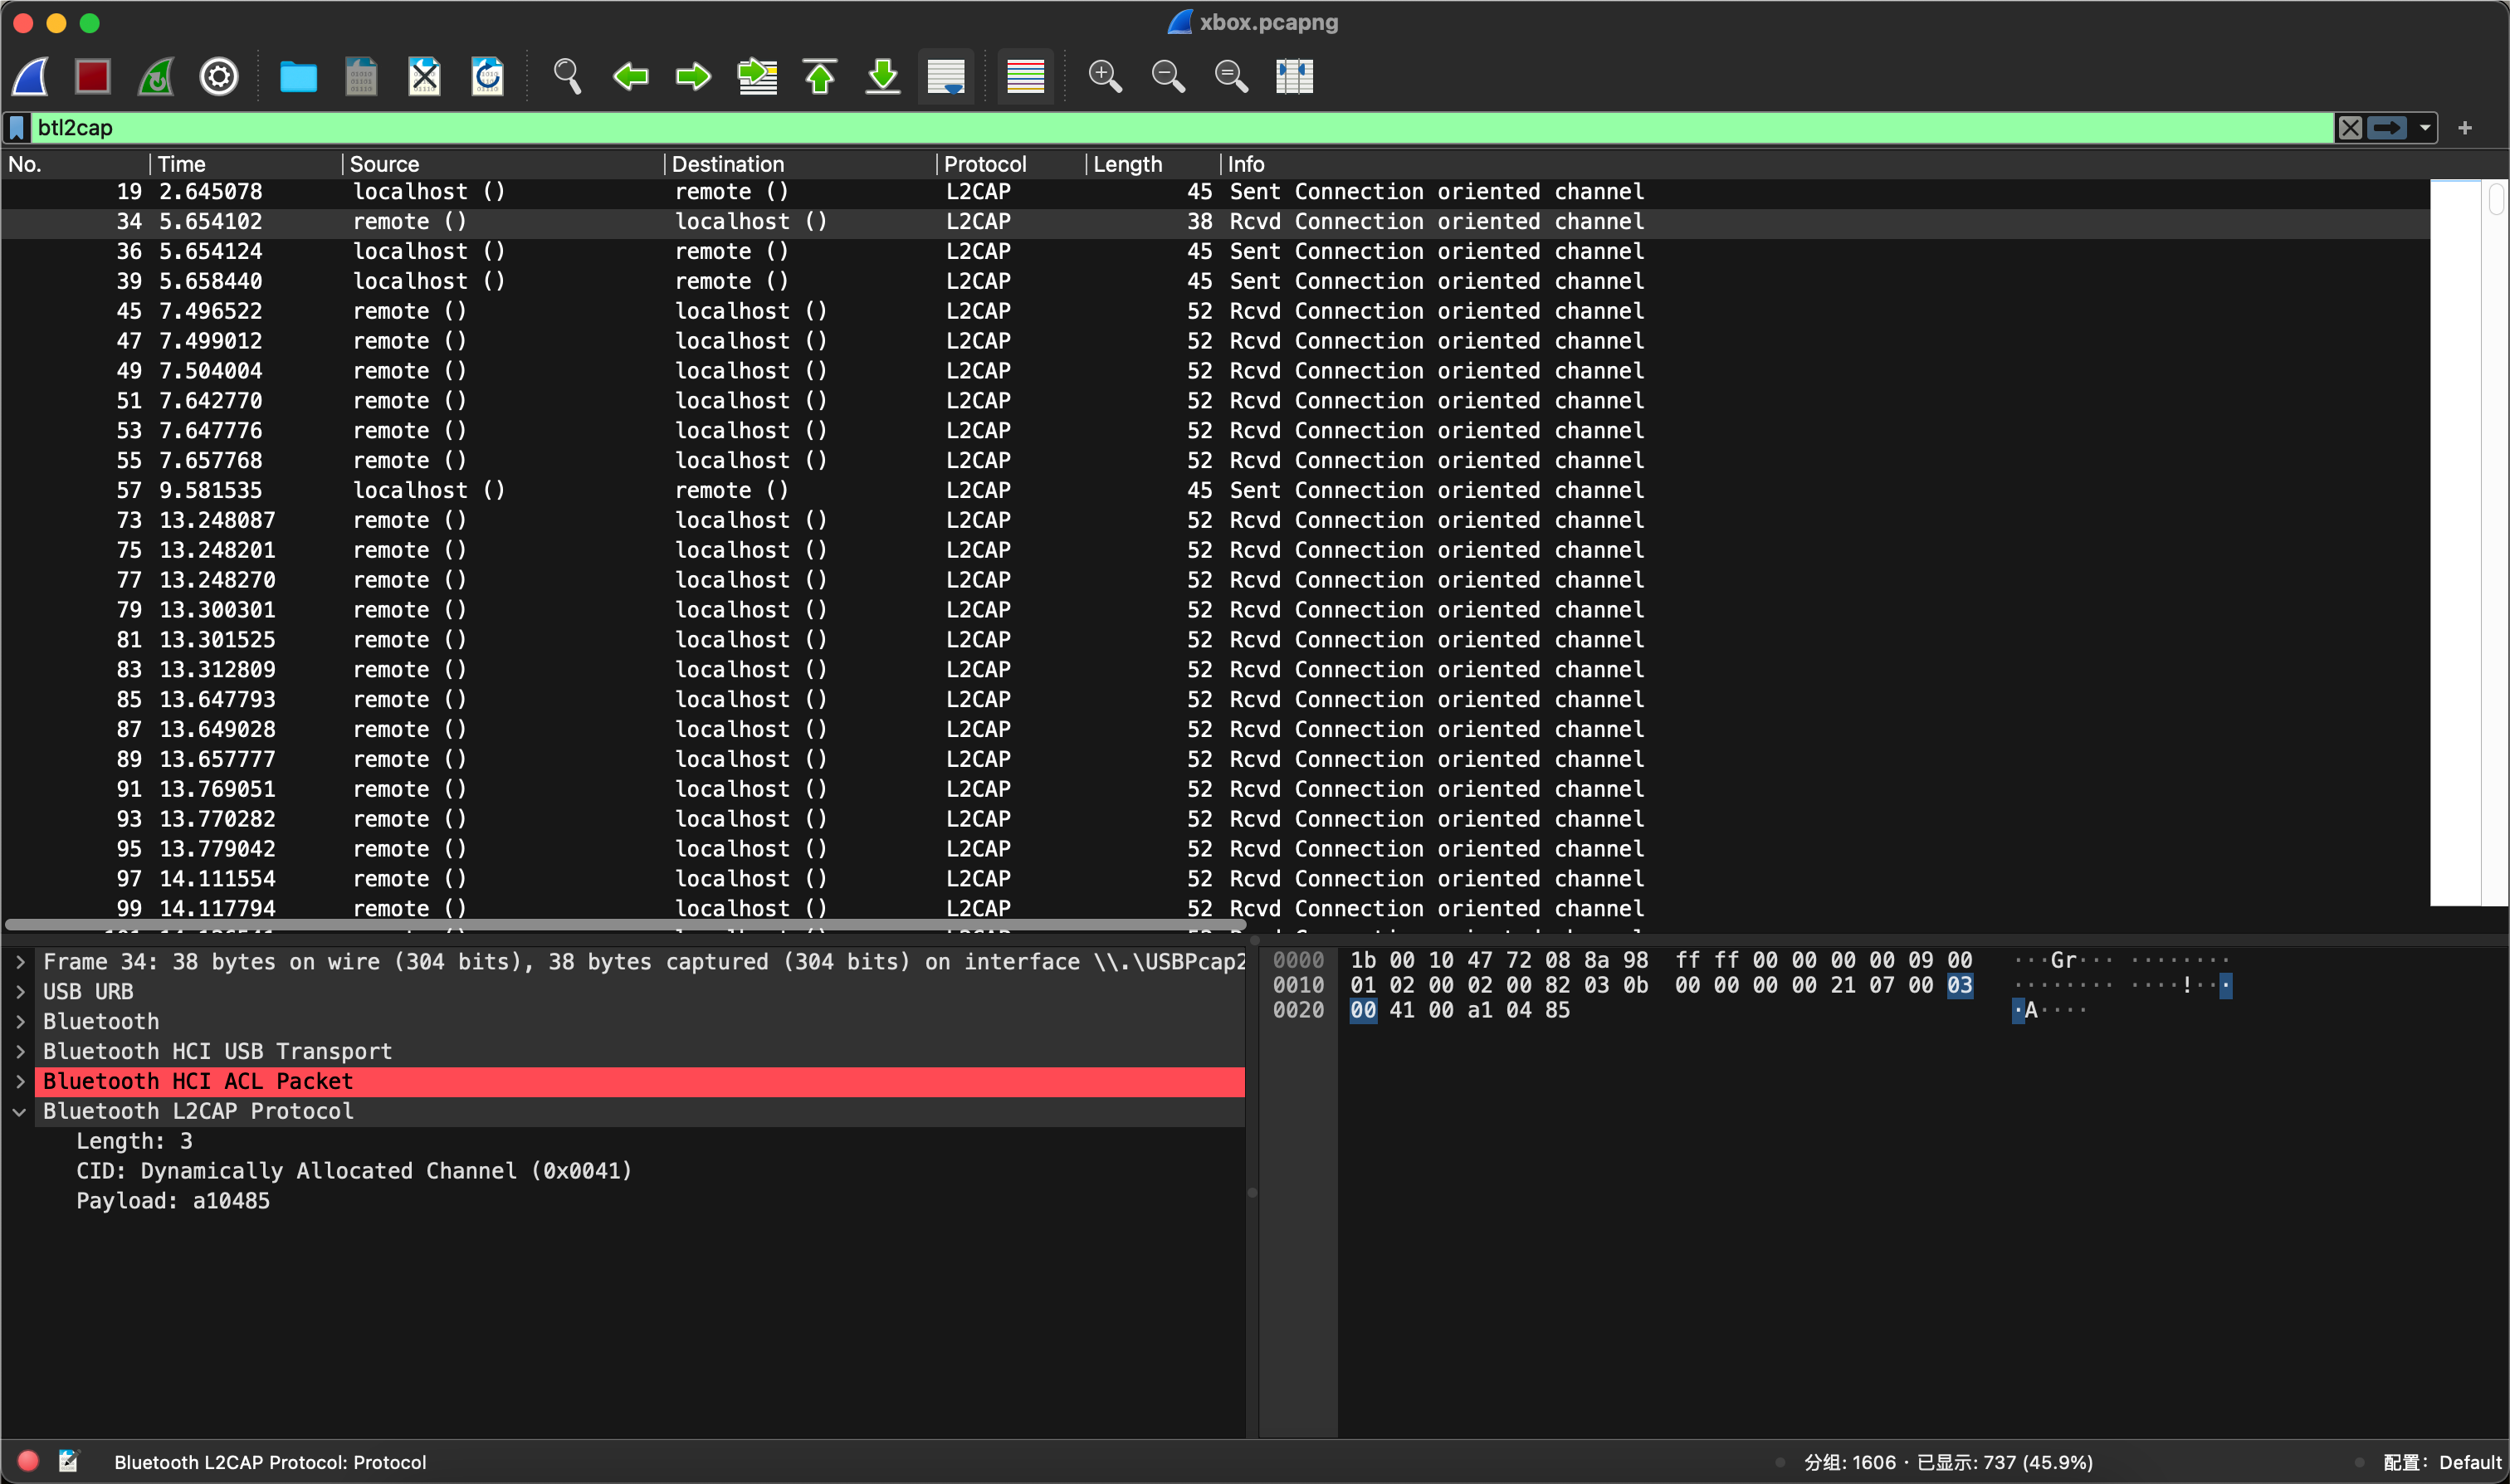 xbox.pcapng
btl2cap
No. Time Source Destination Protocol Length Info
19 2.645078 localhost () remote () L2CAP 45 Sent Connection oriented channel
34 5.654102 remote () localhost () L2CAP 38 Rcvd Connection oriented channel
36 5.654124 localhost () remote () L2CAP 45 Sent Connection oriented channel
39 5.658440 localhost () remote () L2CAP 45 Sent Connection oriented channel
45 7.496522 remote () localhost () L2CAP 52 Rcvd Connection oriented channel
47 7.499012 remote () localhost () L2CAP 52 Rcvd Connection oriented channel
49 7.504004 remote () localhost () L2CAP 52 Rcvd Connection oriented channel
51 7.642770 remote () localhost () L2CAP 52 Rcvd Connection oriented channel
53 7.647776 remote () localhost () L2CAP 52 Rcvd Connection oriented channel
55 7.657768 remote () localhost () L2CAP 52 Rcvd Connection oriented channel
57 9.581535 localhost () remote () L2CAP 45 Sent Connection oriented channel
73 13.248087 remote () localhost () L2CAP 52 Rcvd Connection oriented channel
75 13.248201 remote () localhost () L2CAP 52 Rcvd Connection oriented channel
77 13.248270 remote () localhost () L2CAP 52 Rcvd Connection oriented channel
79 13.300301 remote () localhost () L2CAP 52 Rcvd Connection oriented channel
81 13.301525 remote () localhost () L2CAP 52 Rcvd Connection oriented channel
83 13.312809 remote () localhost () L2CAP 52 Rcvd Connection oriented channel
85 13.647793 remote () localhost () L2CAP 52 Rcvd Connection oriented channel
87 13.649028 remote () localhost () L2CAP 52 Rcvd Connection oriented channel
89 13.657777 remote () localhost () L2CAP 52 Rcvd Connection oriented channel
91 13.769051 remote () localhost () L2CAP 52 Rcvd Connection oriented channel
93 13.770282 remote () localhost () L2CAP 52 Rcvd Connection oriented channel
95 13.779042 remote () localhost () L2CAP 52 Rcvd Connection oriented channel
97 14.111554 remote () localhost () L2CAP 52 Rcvd Connection oriented channel
99 14.117794 remote () localhost () L2CAP 52 Rcvd Connection oriented channel
Frame 34: 38 bytes on wire (304 bits), 38 bytes captured (304 bits) on interface \\.\USBPcap2
USB URB
Bluetooth
Bluetooth HCI USB Transport
Bluetooth HCI ACL Packet
Bluetooth L2CAP Protocol
Length: 3
CID: Dynamically Allocated Channel (0x0041)
Payload: a10485
0000 1b 00 10 47 72 08 8a 98 ff ff 00 00 00 00 09 00 ···Gr··· ········
0010 01 02 00 02 00 82 03 0b 00 00 00 00 21 07 00 03 ········ ····!···
0020 00 41 00 a1 04 85 ·A····
Bluetooth L2CAP Protocol: Protocol
分组: 1606 · 已显示: 737 (45.9%)
配置: Default